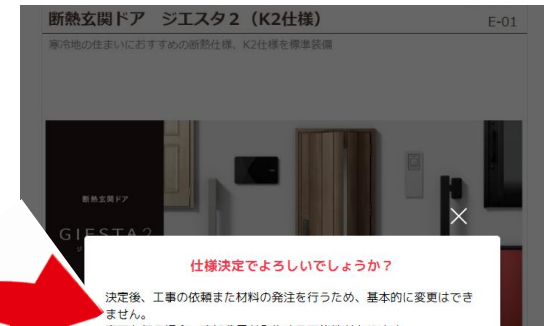 断熱玄関ドア ジエスタ２（K2仕様） E-01
寒冷地の住まいにおすすめの断熱仕様、K2仕様を標準装備
断熱玄関ドア
GIESTA2
仕様決定でよろしいでしょうか？
決定後、工事の依頼また材料の発注を行うため、基本的に変更はでき
ません。